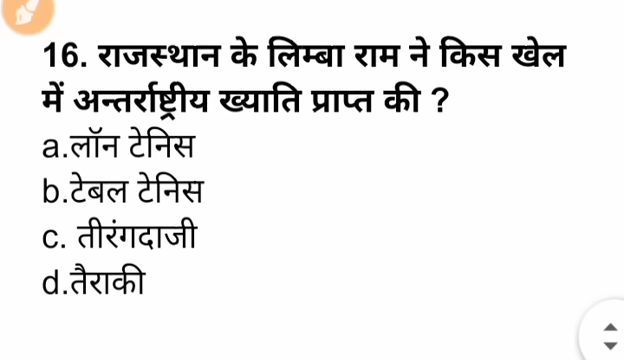 16. राजस्थान के लिम्बा राम ने किस खेल
में अन्तर्राष्ट्रीय ख्याति प्राप्त की ?
a.लॉन टेनिस
b.टेबल टेनिस
c. तीरंगदाजी
d.तैराकी